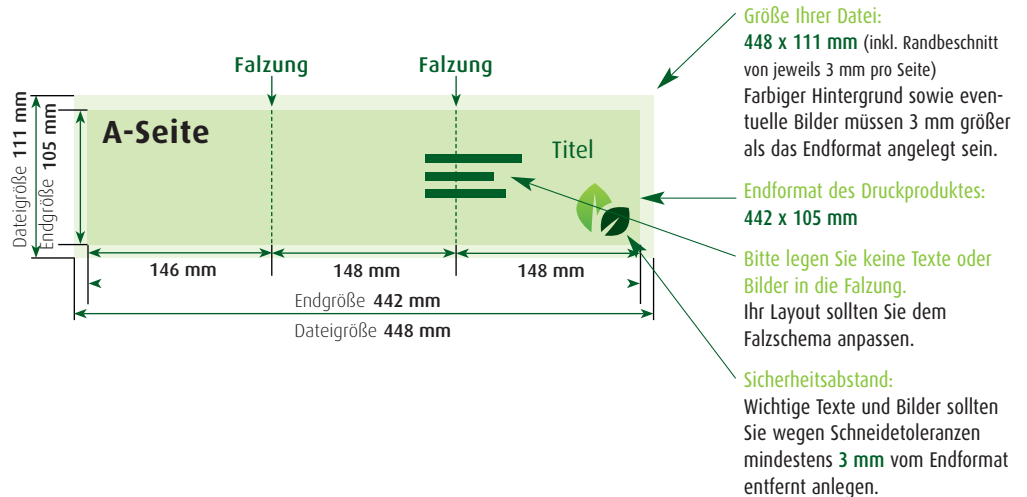 Falzung
Falzung
Dateigröße 111 mm
Endgröße 105 mm
A-Seite
Titel
146 mm
148 mm
148 mm
Endgröße 442 mm
Dateigröße 448 mm
Größe Ihrer Datei:
448 x 111 mm (inkl. Randbeschnitt
von jeweils 3 mm pro Seite)
Farbiger Hintergrund sowie even-
tuelle Bilder müssen 3 mm größer
als das Endformat angelegt sein.
Endformat des Druckproduktes:
442 x 105 mm
Bitte legen Sie keine Texte oder
Bilder in die Falzung.
Ihr Layout sollten Sie dem
Falzschema anpassen.
Sicherheitsabstand:
Wichtige Texte und Bilder sollten
Sie wegen Schneidetoleranzen
mindestens 3 mm vom Endformat
entfernt anlegen.